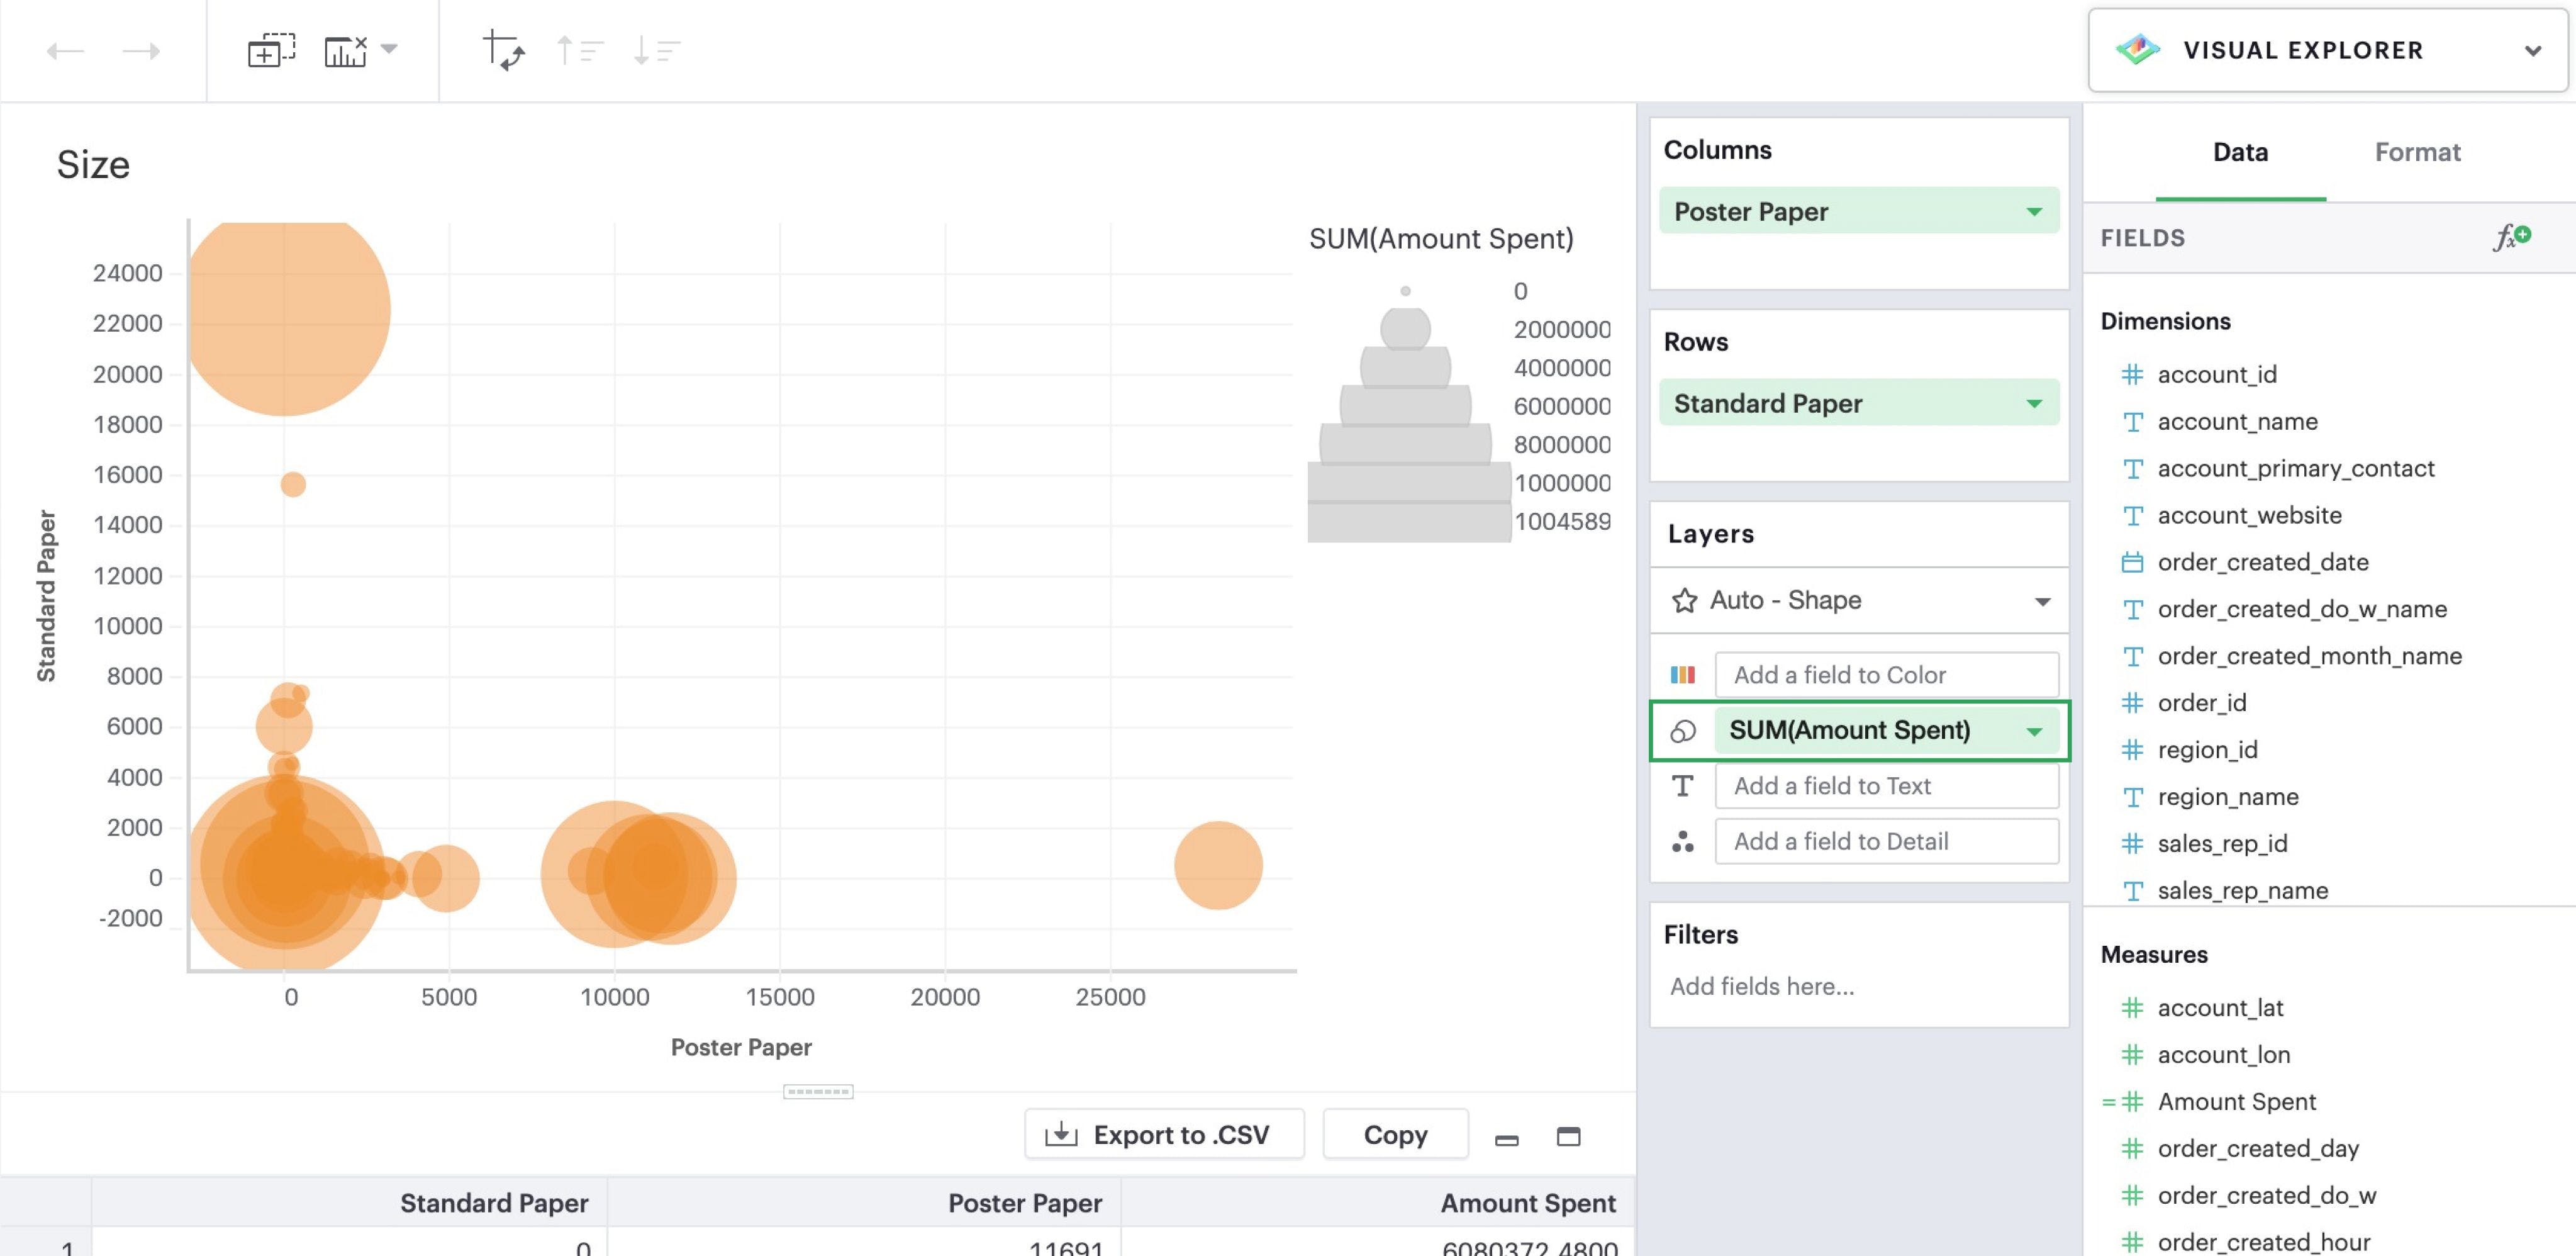 VISUAL EXPLORER
Size
24000
22000
20000
18000
16000
14000
12000
10000
8000
6000
4000
2000
0
-2000
Standard Paper
0
5000
10000
15000
20000
25000
Poster Paper
SUM(Amount Spent)
0
2000000
4000000
6000000
8000000
1000000
1004589
Export to .CSV
Copy
Standard Paper
Poster Paper
Amount Spent
1
0
11691
6080372.4800
Columns
Poster Paper
Rows
Standard Paper
Layers
Auto - Shape
Add a field to Color
SUM(Amount Spent)
Add a field to Text
Add a field to Detail
Filters
Add fields here...
Data
Format
FIELDS
fx
Dimensions
account_id
account_name
account_primary_contact
account_website
order_created_date
order_created_do_w_name
order_created_month_name
order_id
region_id
region_name
sales_rep_id
sales_rep_name
Measures
account_lat
account_lon
Amount Spent
order_created_day
order_created_do_w
order_created_hour